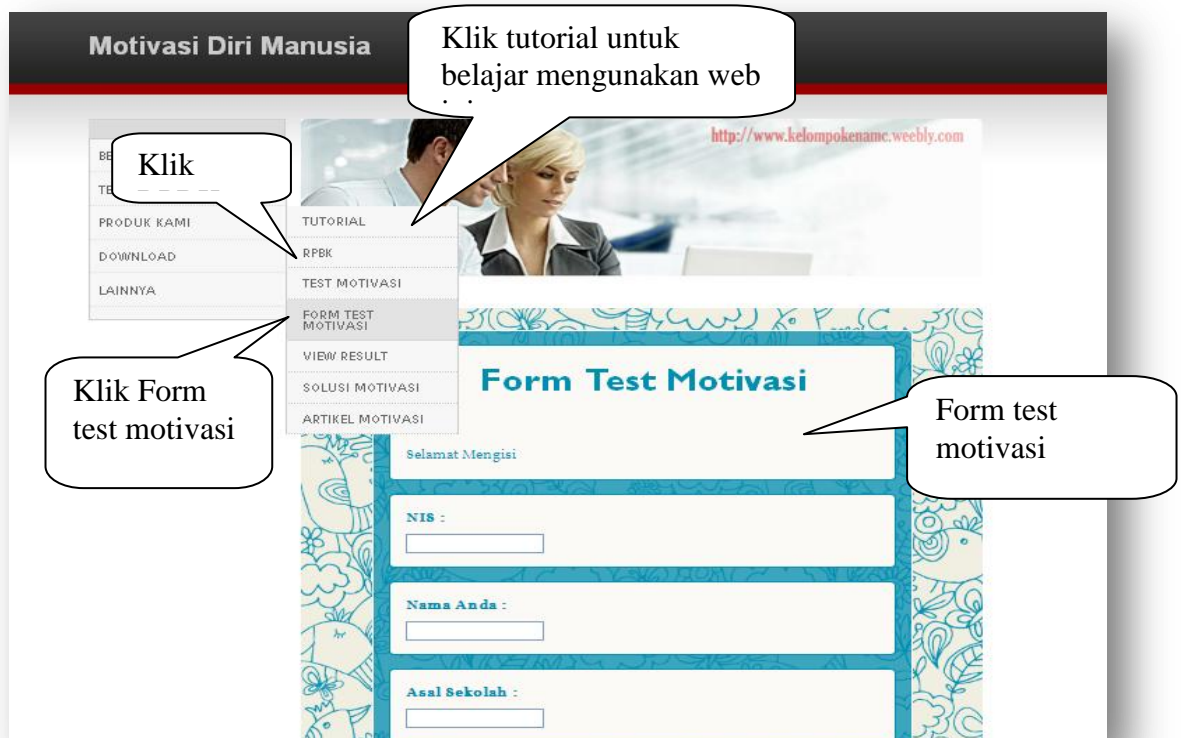 Motivasi Diri Manusia
Klik tutorial untuk
belajar mengunakan web
http://www.kelompokenamc.weebly.com
Klik
BE
TE
PRODUK KAMI
DOWNLOAD
LAINNYA
TUTORIAL
RPBK
TEST MOTIVASI
FORM TEST
MOTIVASI
VIEW RESULT
SOLUSI MOTIVASI
ARTIKEL MOTIVASI
Klik Form
test motivasi
Form test
motivasi
Form Test Motivasi
Selamat Mengisi
NIS :
Nama Anda :
Asal Sekolah :